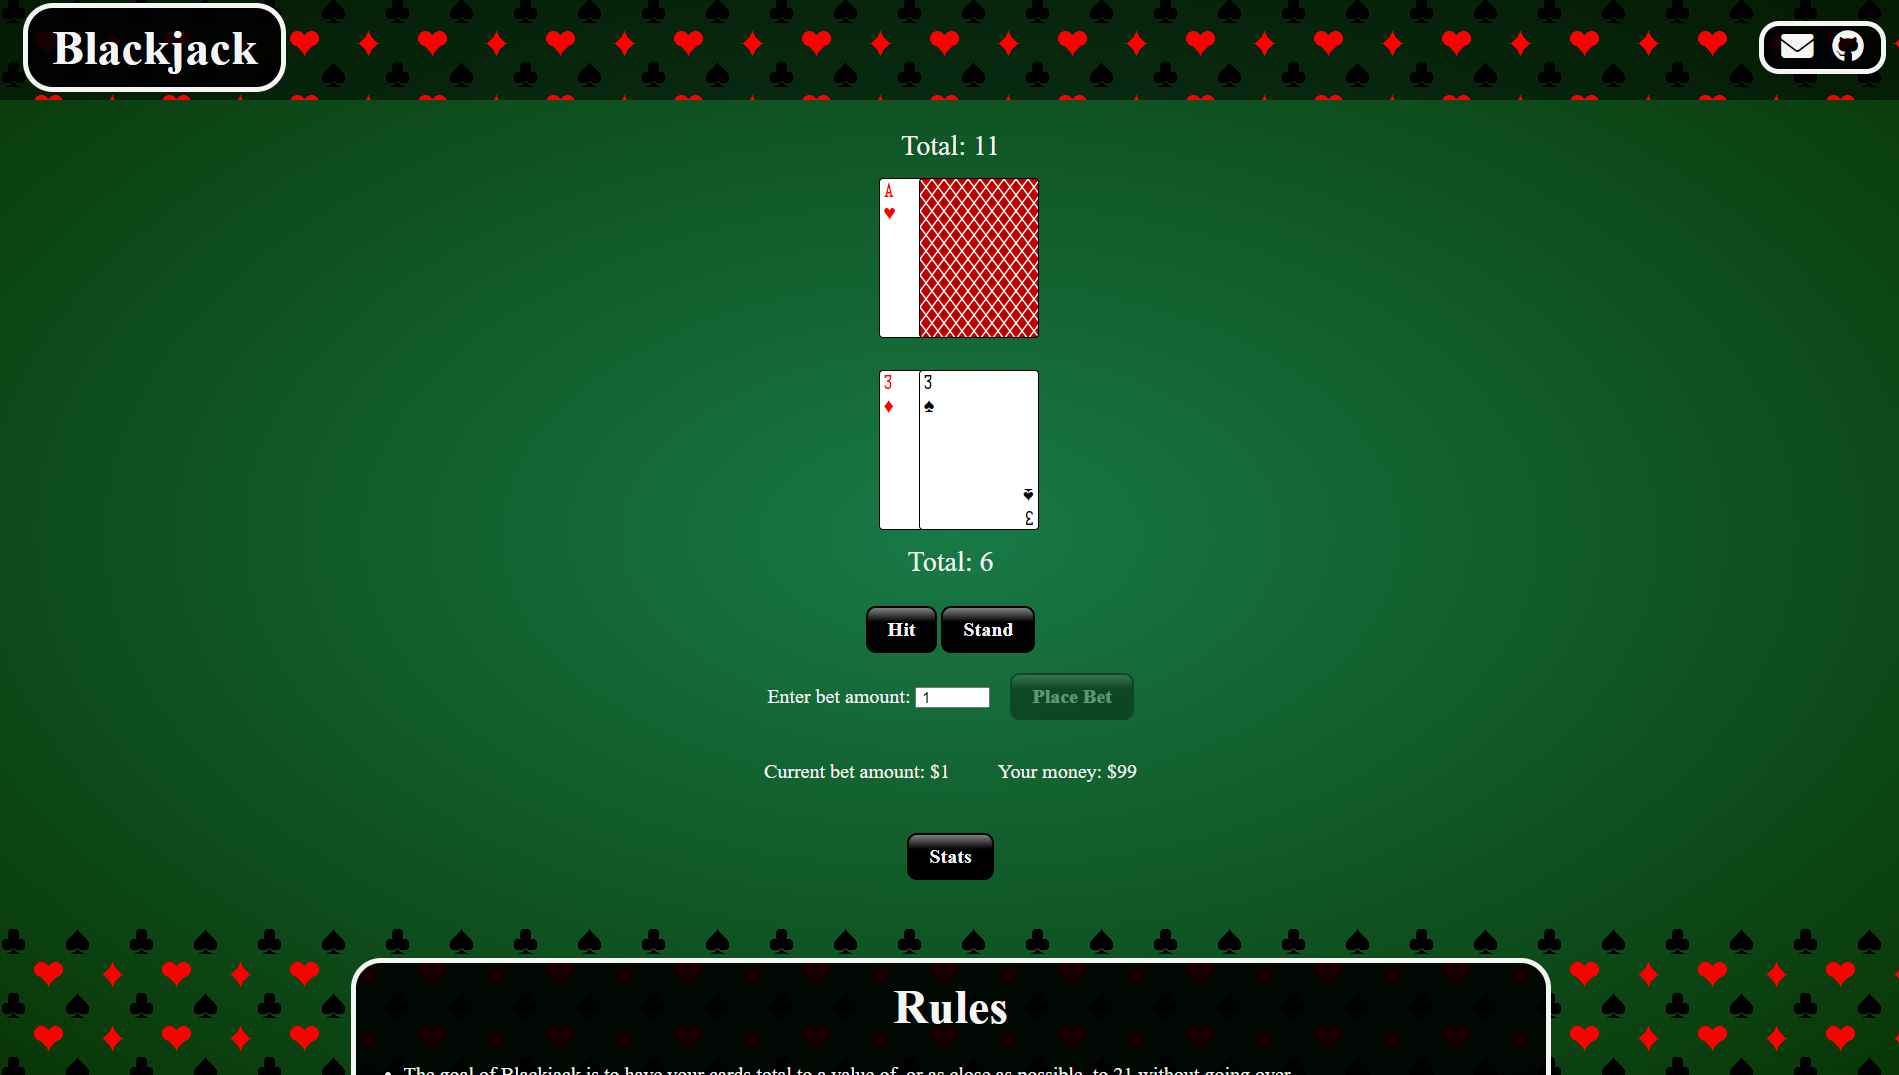 Blackjack
Total: 11
A
3
3
3
Total: 6
Hit
Stand
Enter bet amount: 1
Place Bet
Current bet amount: $1
Your money: $99
Stats
Rules
The goal of Blackjack is to have your cards total to a value of, or as close as possible, to 21 without going over.